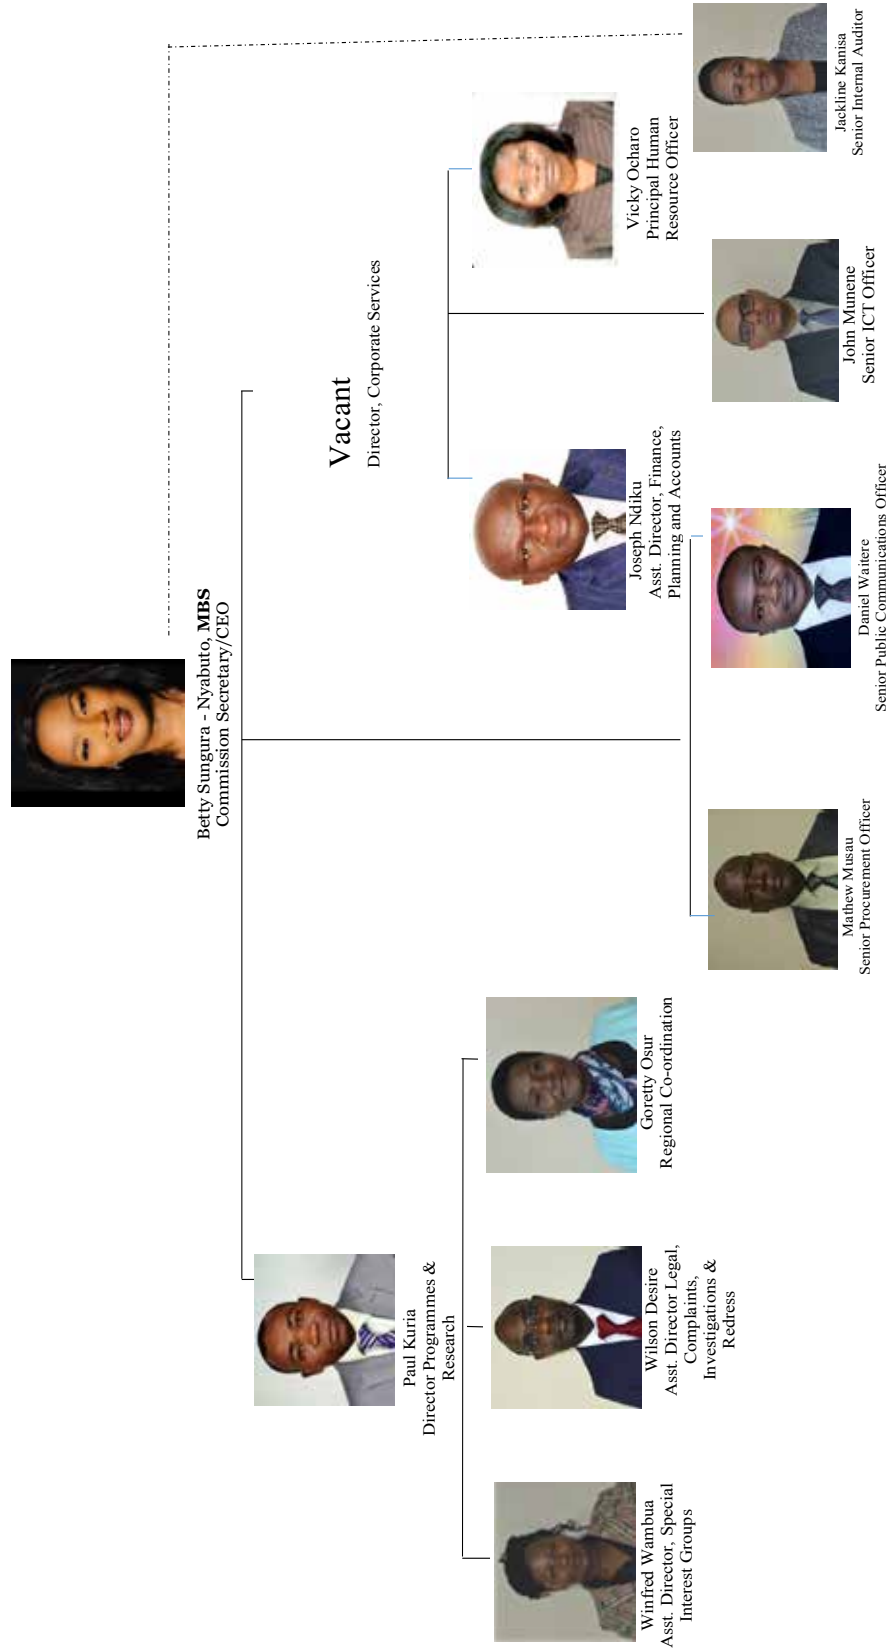 Betty Sungura - Nyabuto, MBS
Commission Secretary/CEO
Paul Kuria
Director Programmes &
Research
Vacant
Director, Corporate Services
Winfred Wambua
Asst. Director, Special
Interest Groups
Wilson Desire
Asst. Director Legal,
Complaints,
Investigations &
Redress
Goretty Osur
Regional Co-ordination
Joseph Ndiku
Asst. Director, Finance,
Planning and Accounts
Vicky Ocharo
Principal Human
Resource Officer
Mathew Musau
Senior Procurement Officer
Daniel Waitere
Senior Public Communications Officer
John Munene
Senior ICT Officer
Jackline Kanisa
Senior Internal Auditor